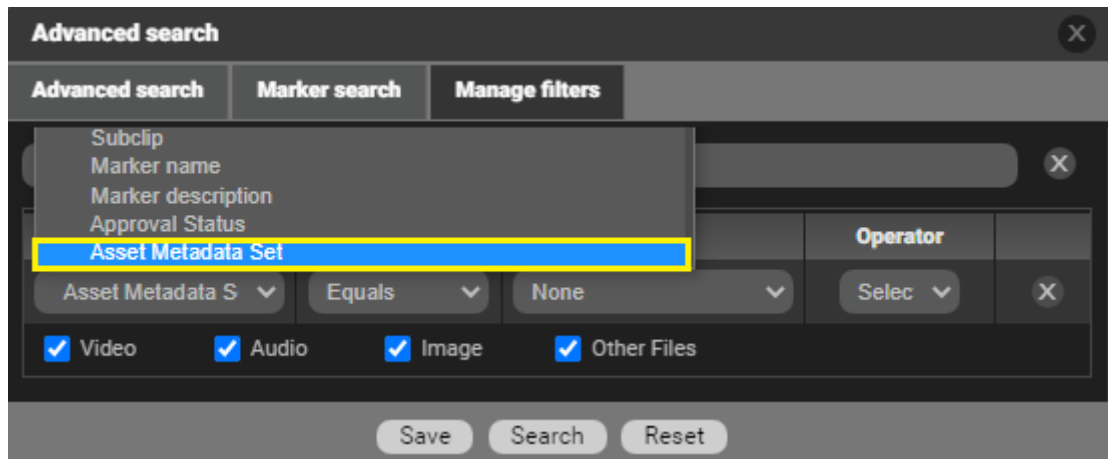 Advanced search
X
Advanced search Marker search Manage filters
Subclip
Marker name
X
Marker description
Approval Status
Operator
Asset Metadata Set
Asset Metadata S Equals None Selec X
Video Audio Image Other Files
Save Search Reset